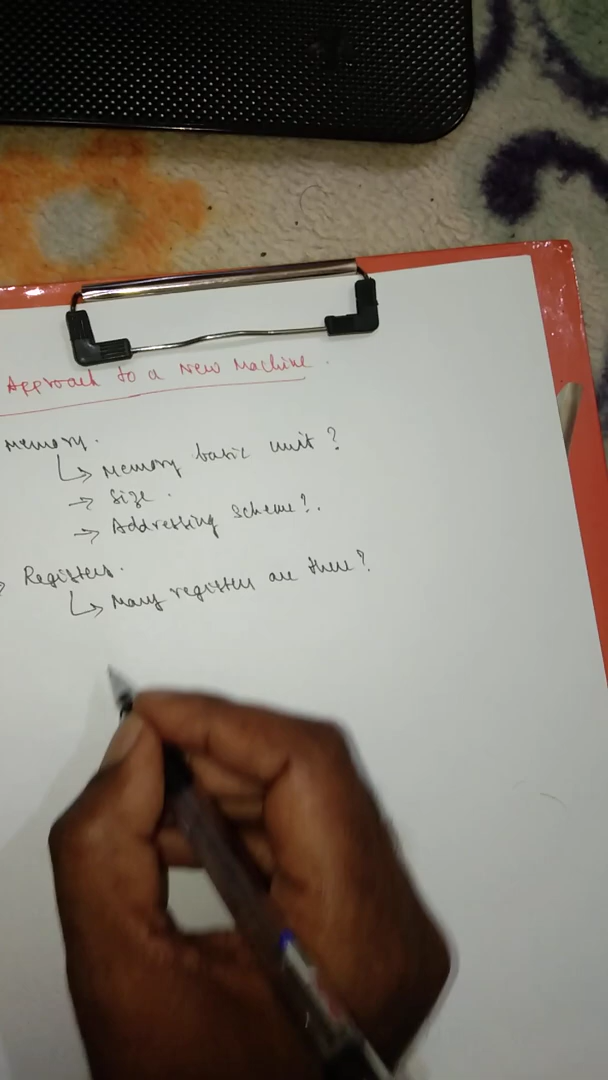 Approach to a New Machine.
Memory.
↳ Memory basic unit?
→ Size.
→ Addressing scheme?.
→ Registers.
↳ Many registers are there?